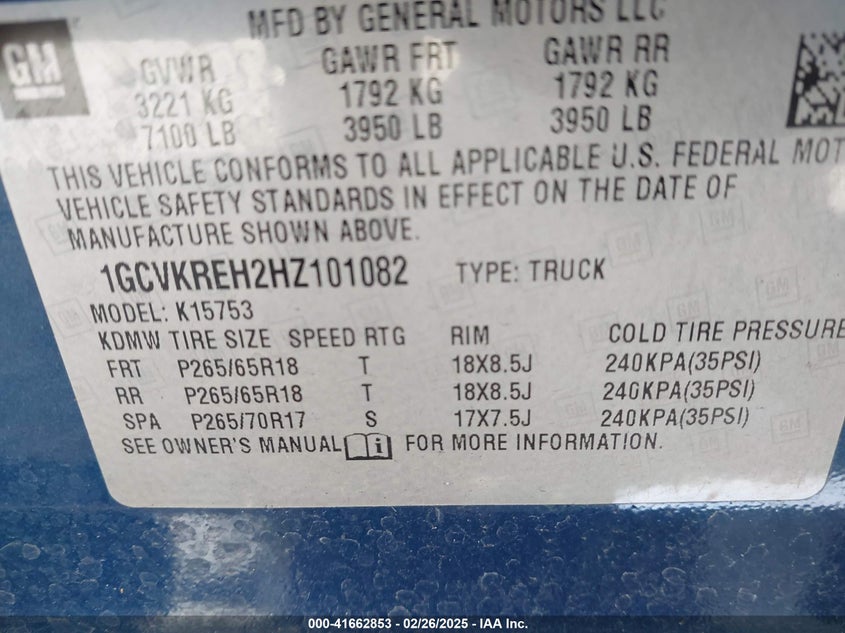 MFD BY GENERAL MOTORS LLC
GM
GVWR GAWR FRT GAWR RR
3221 KG 1792 KG 1792 KG
7100 LB 3950 LB 3950 LB
THIS VEHICLE CONFORMS TO ALL APPLICABLE U.S. FEDERAL MOT
VEHICLE SAFETY STANDARDS IN EFFECT ON THE DATE OF
MANUFACTURE SHOWN ABOVE.
1GCVKREH2HZ101082 TYPE: TRUCK
MODEL: K15753
KDMW TIRE SIZE SPEED RTG RIM COLD TIRE PRESSURE
FRT P265/65R18 T 18X8.5J 240KPA(35PSI)
RR P265/65R18 T 18X8.5J 240KPA(35PSI)
SPA P265/70R17 S 17X7.5J 240KPA(35PSI)
SEE OWNER'S MANUAL i FOR MORE INFORMATION.
000-41662853 - 02/26/2025 - IAA Inc.